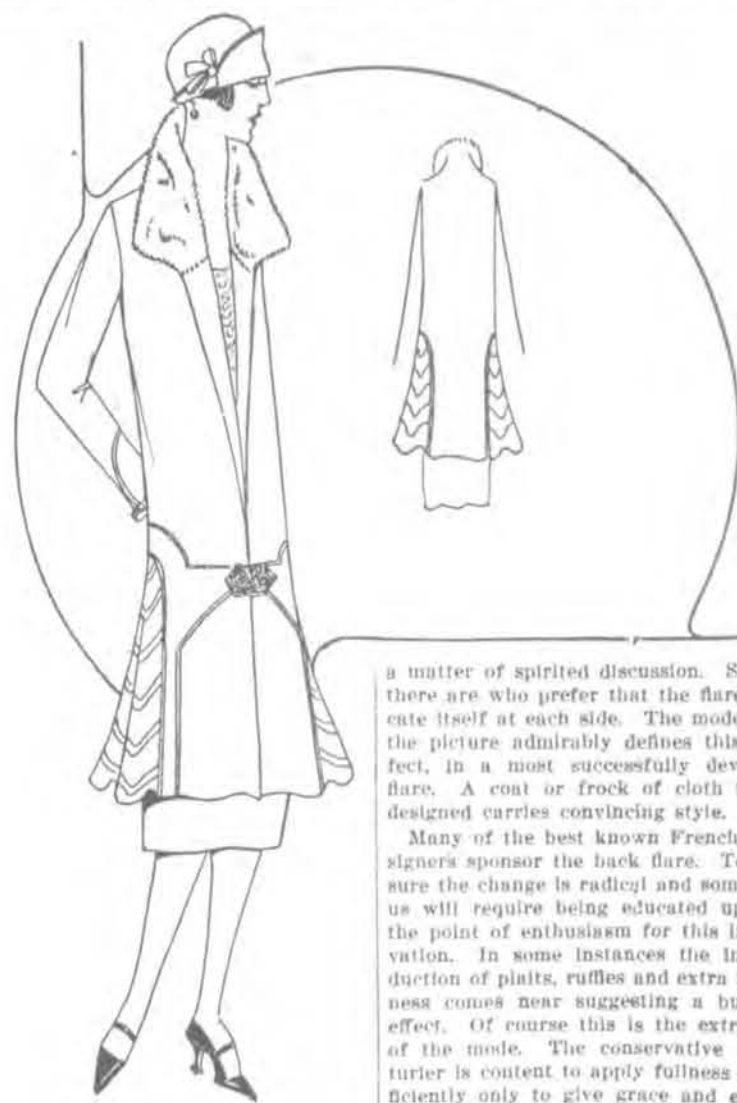 a matter of spirited discussion. S
there are who prefer that the flare
cate itself at each side. The mode
the picture admirably defines this
fect, in a most successfully dev
flare. A coat or frock of cloth
designed carries convincing style.
Many of the best known French
signers sponsor the back flare. T
sure the change is radical and som
us will require being educated up
the point of enthusiasm for this i
vation. In some instances the in
duction of plaits, ruffles and extra
ness comes near suggesting a bu
effect. Of course this is the extr
of the mode. The conservative
turier is content to apply fullness
ficiently only to give grace and e